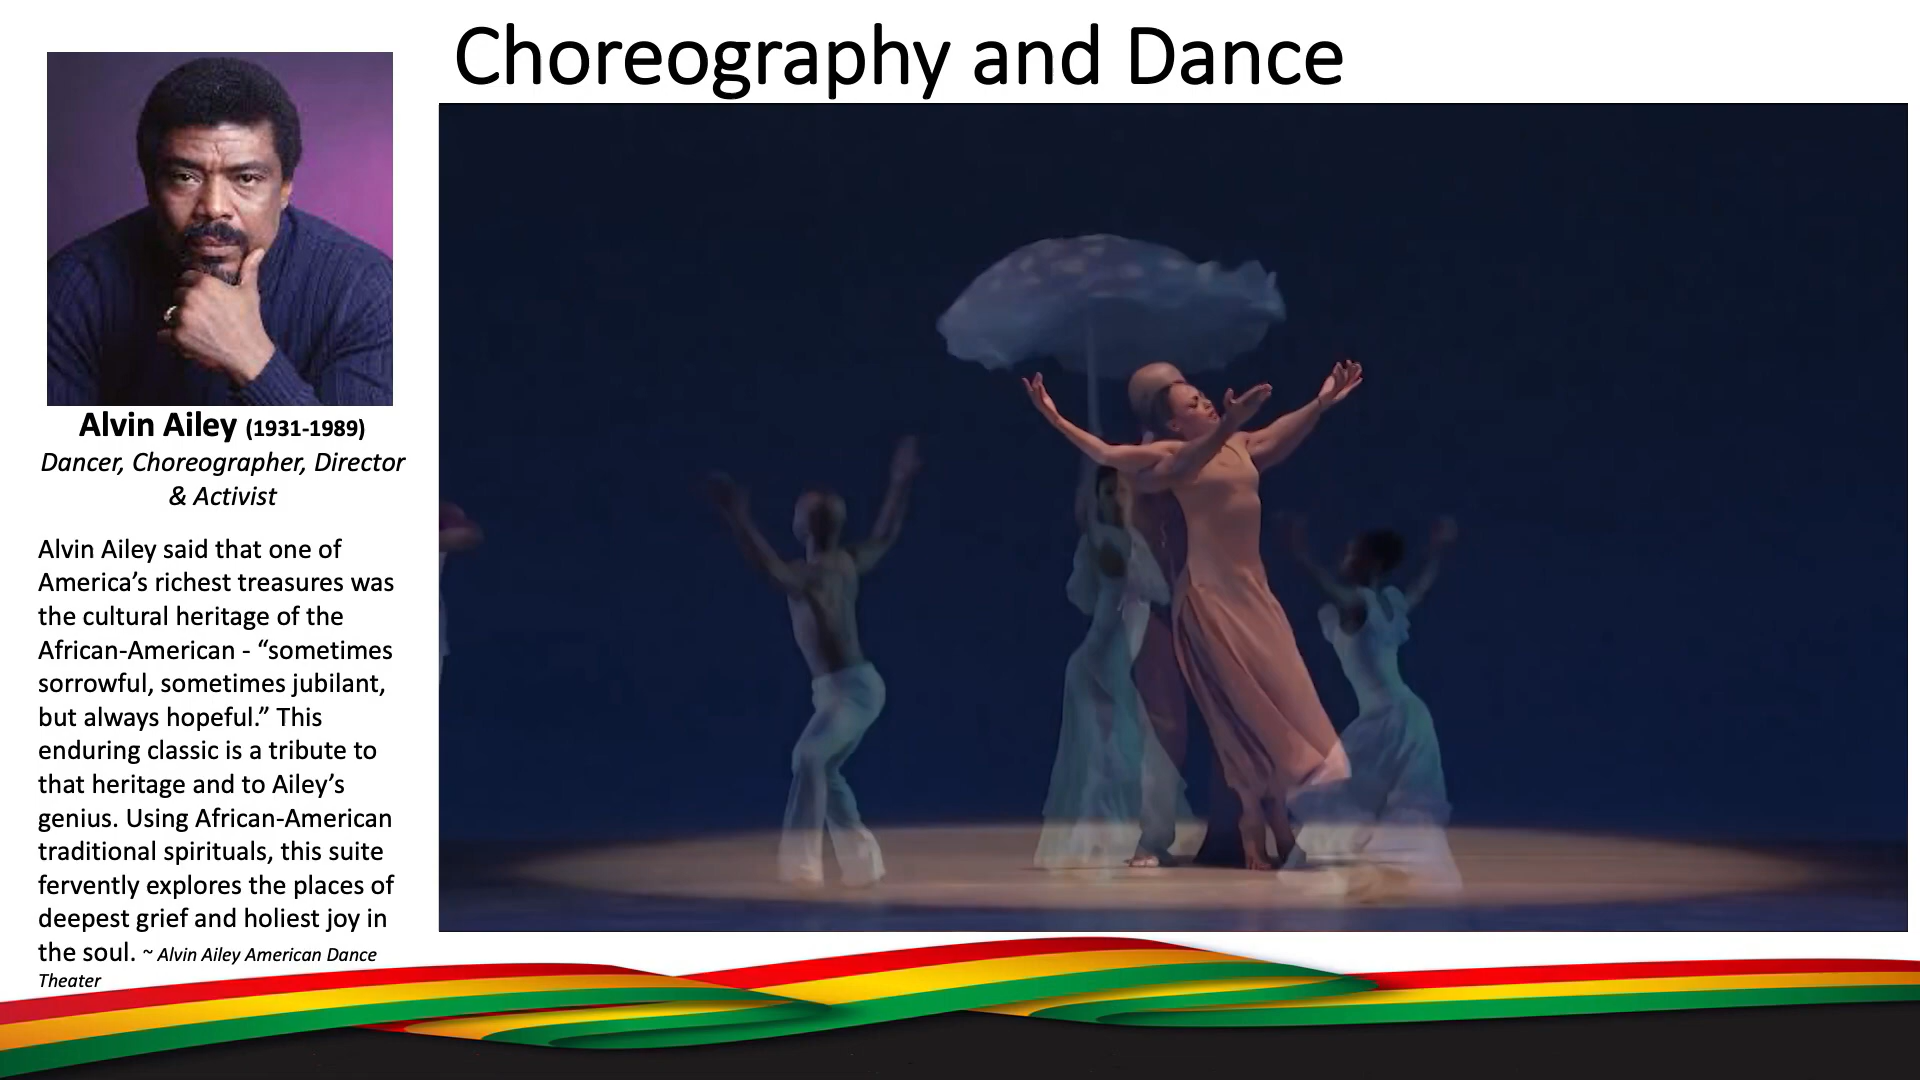 Choreography and Dance
Alvin Ailey (1931-1989)
Dancer, Choreographer, Director
& Activist
Alvin Ailey said that one of
America’s richest treasures was
the cultural heritage of the
African-American - “sometimes
sorrowful, sometimes jubilant,
but always hopeful.” This
enduring classic is a tribute to
that heritage and to Ailey’s
genius. Using African-American
traditional spirituals, this suite
fervently explores the places of
deepest grief and holiest joy in
the soul. ~ Alvin Ailey American Dance
Theater